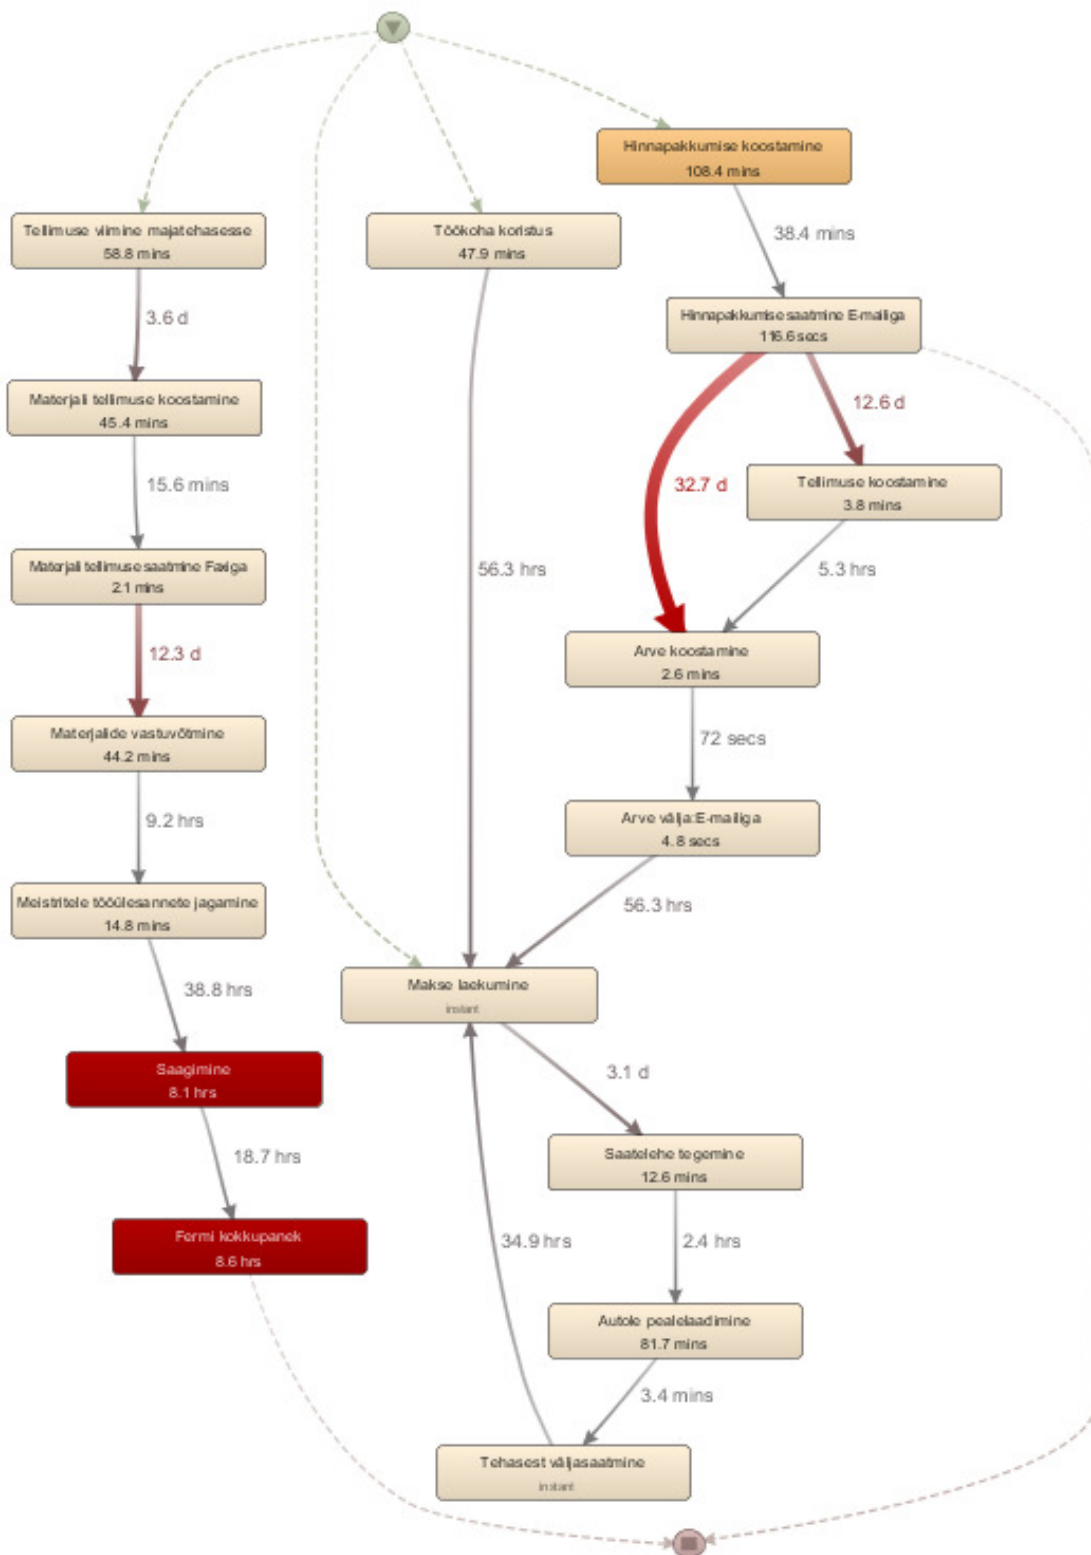 Hinnapakkumise koostamine
108.4 mins
Tellimuse viimine majatehasesse
58.8 mins
Töökoha koristus
47.9 mins
38.4 mins
3.6 d
Hinnapakkumise saatmine E-mailiga
116.6 secs
Materjali tellimuse koostamine
45.4 mins
12.6 d
15.6 mins
32.7 d
Tellimuse koostamine
3.8 mins
Materjali tellimuse saatmine Faxiga
2.1 mins
56.3 hrs
5.3 hrs
12.3 d
Arve koostamine
2.6 mins
Materjalide vastuvõtmine
44.2 mins
72 secs
9.2 hrs
Arve välja:E-mailiga
4.8 secs
Meistritele tööülesannete jagamine
14.8 mins
56.3 hrs
38.8 hrs
Makse laekumine
instant
Saagimine
8.1 hrs
3.1 d
18.7 hrs
Saatelehe tegemine
12.6 mins
Fermi kokkupanek
8.6 hrs
34.9 hrs
2.4 hrs
Autole pealelaadimine
81.7 mins
3.4 mins
Tehasest väljasaatmine
instant